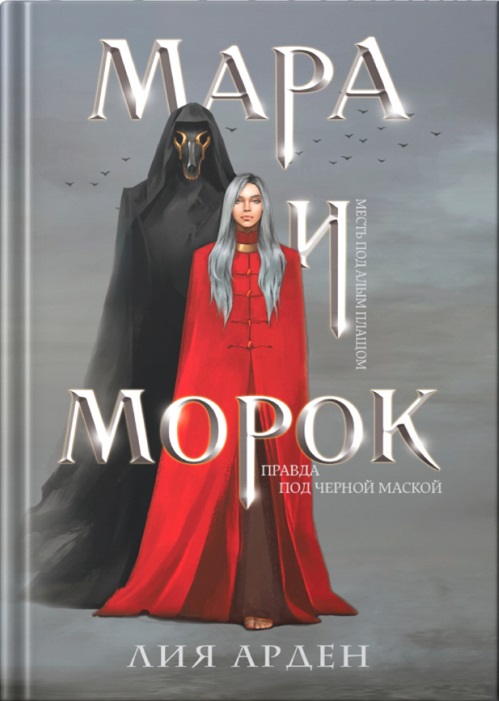 МАРА
И
МЕСТЬ ПОД АЛЫМ ПЛАЩОМ
МОРОК
ПРАВДА
ПОД ЧЕРНОЙ МАСКОЙ
ЛИЯ АРДЕН